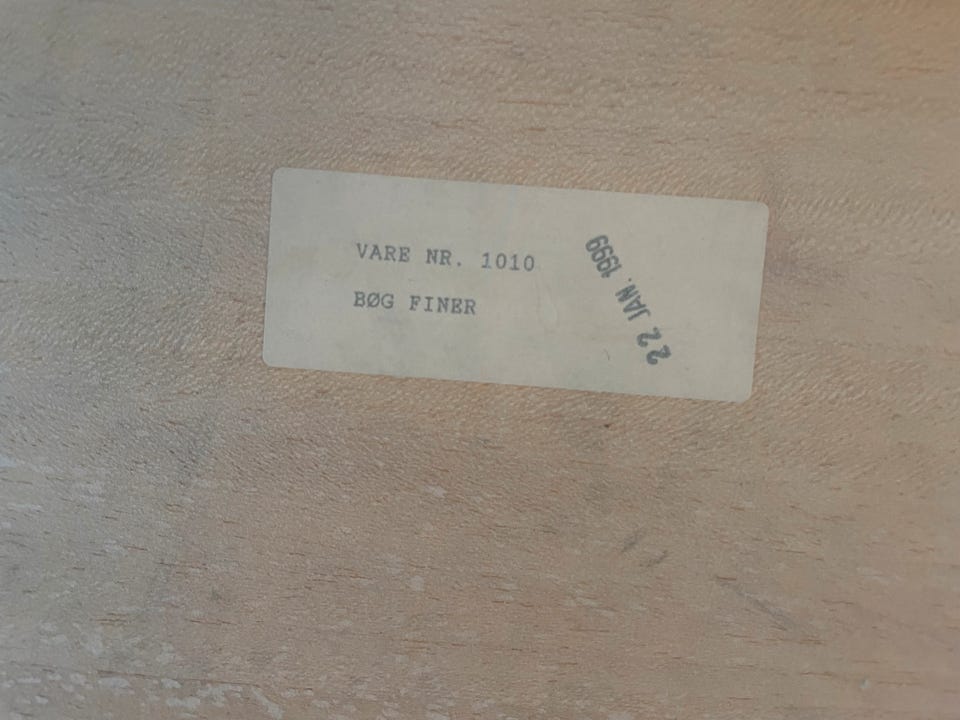 VARE NR. 1010
BØG FINER
22 JAN. 1999